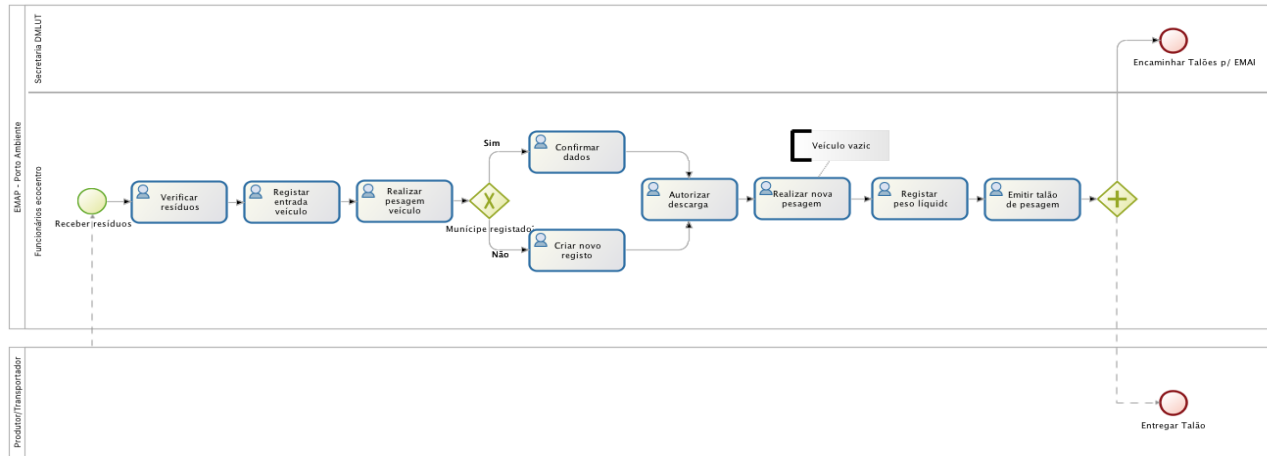 EMAP - Porto Ambiente
Secretaria DMLUT
Encaminhar Talões p/ EMAI
Funcionários ecocentro
Receber resíduos
Verificar
resíduos
Registar
entrada
veículo
Realizar
pesagem
veículo
Munícipe registado?
Sim
Confirmar
dados
Não
Criar novo
registo
Autorizar
descarga
Veículo vazic
Realizar nova
pesagem
Registar
peso líquidc
Emitir talão
de pesagem
Produtor/Transportador
Entregar Talão